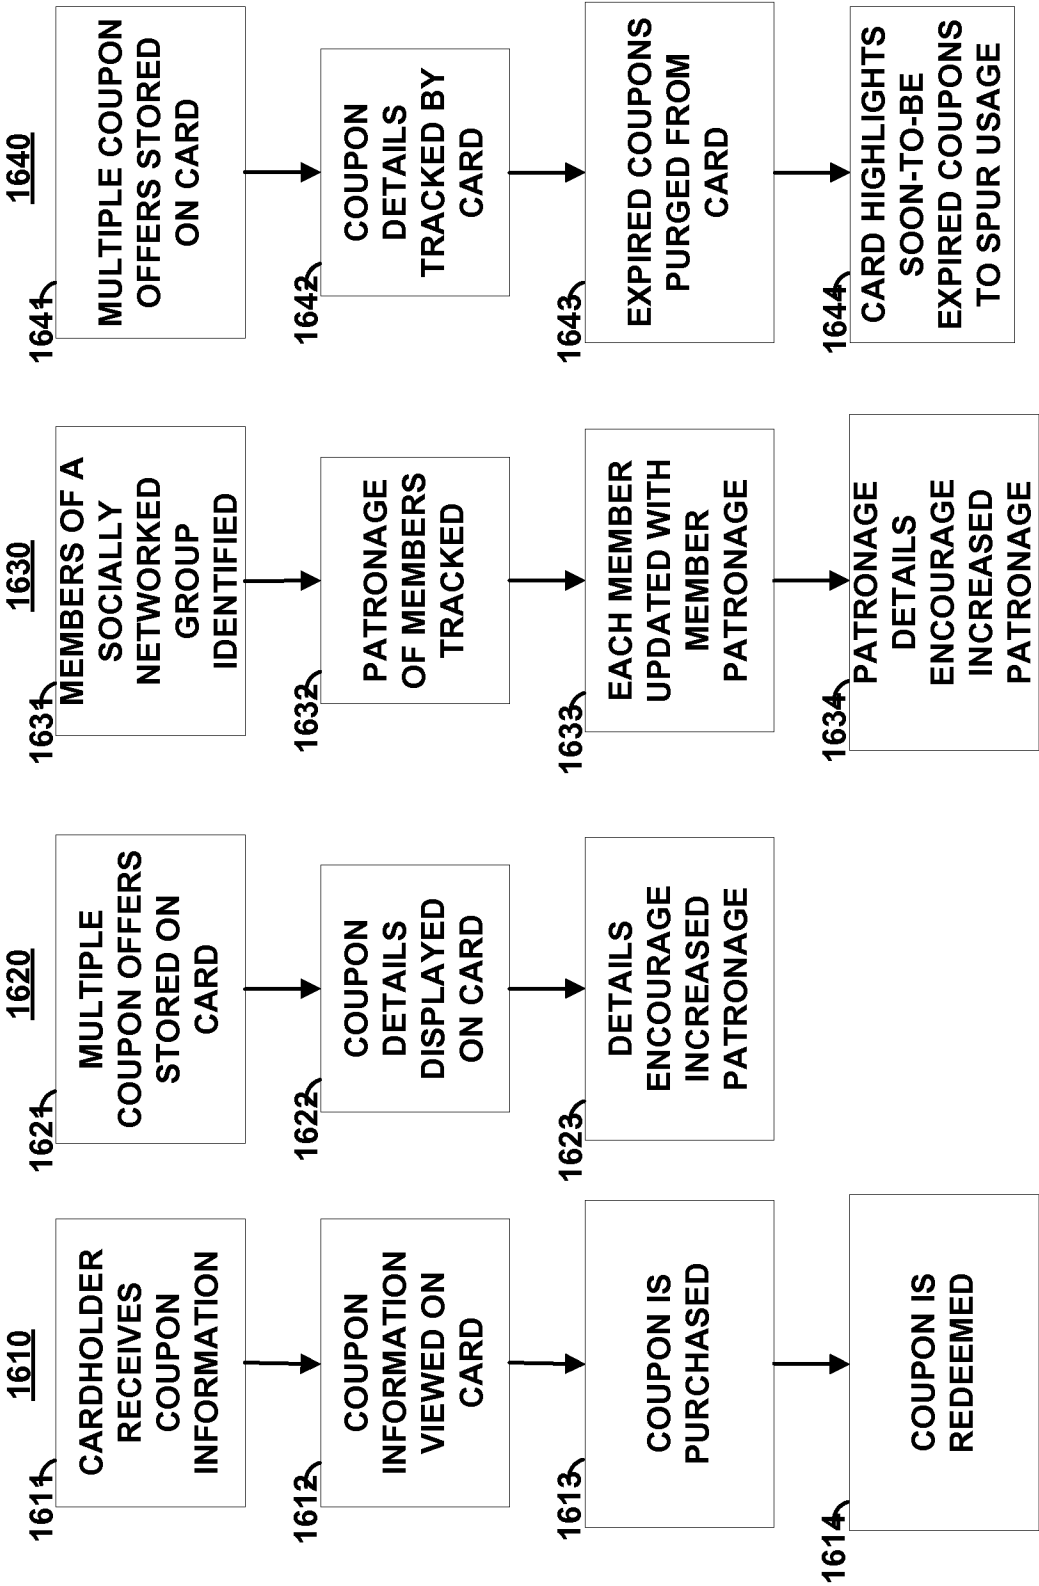 1610
1611
CARDHOLDER
RECEIVES
COUPON
INFORMATION
1612
COUPON
INFORMATION
VIEWED ON
CARD
1613
COUPON IS
PURCHASED
1614
COUPON IS
REDEEMED
1620
1621
MULTIPLE
COUPON OFFERS
STORED ON
CARD
1622
COUPON
DETAILS
DISPLAYED
ON CARD
1623
DETAILS
ENCOURAGE
INCREASED
PATRONAGE
1630
1631
MEMBERS OF A
SOCIALLY
NETWORKED
GROUP
IDENTIFIED
1632
PATRONAGE
OF MEMBERS
TRACKED
1633
EACH MEMBER
UPDATED WITH
MEMBER
PATRONAGE
1634
PATRONAGE
DETAILS
ENCOURAGE
INCREASED
PATRONAGE
1640
1641
MULTIPLE COUPON
OFFERS STORED
ON CARD
1642
COUPON
DETAILS
TRACKED BY
CARD
1643
EXPIRED COUPONS
PURGED FROM
CARD
1644
CARD HIGHLIGHTS
SOON-TO-BE
EXPIRED COUPONS
TO SPUR USAGE